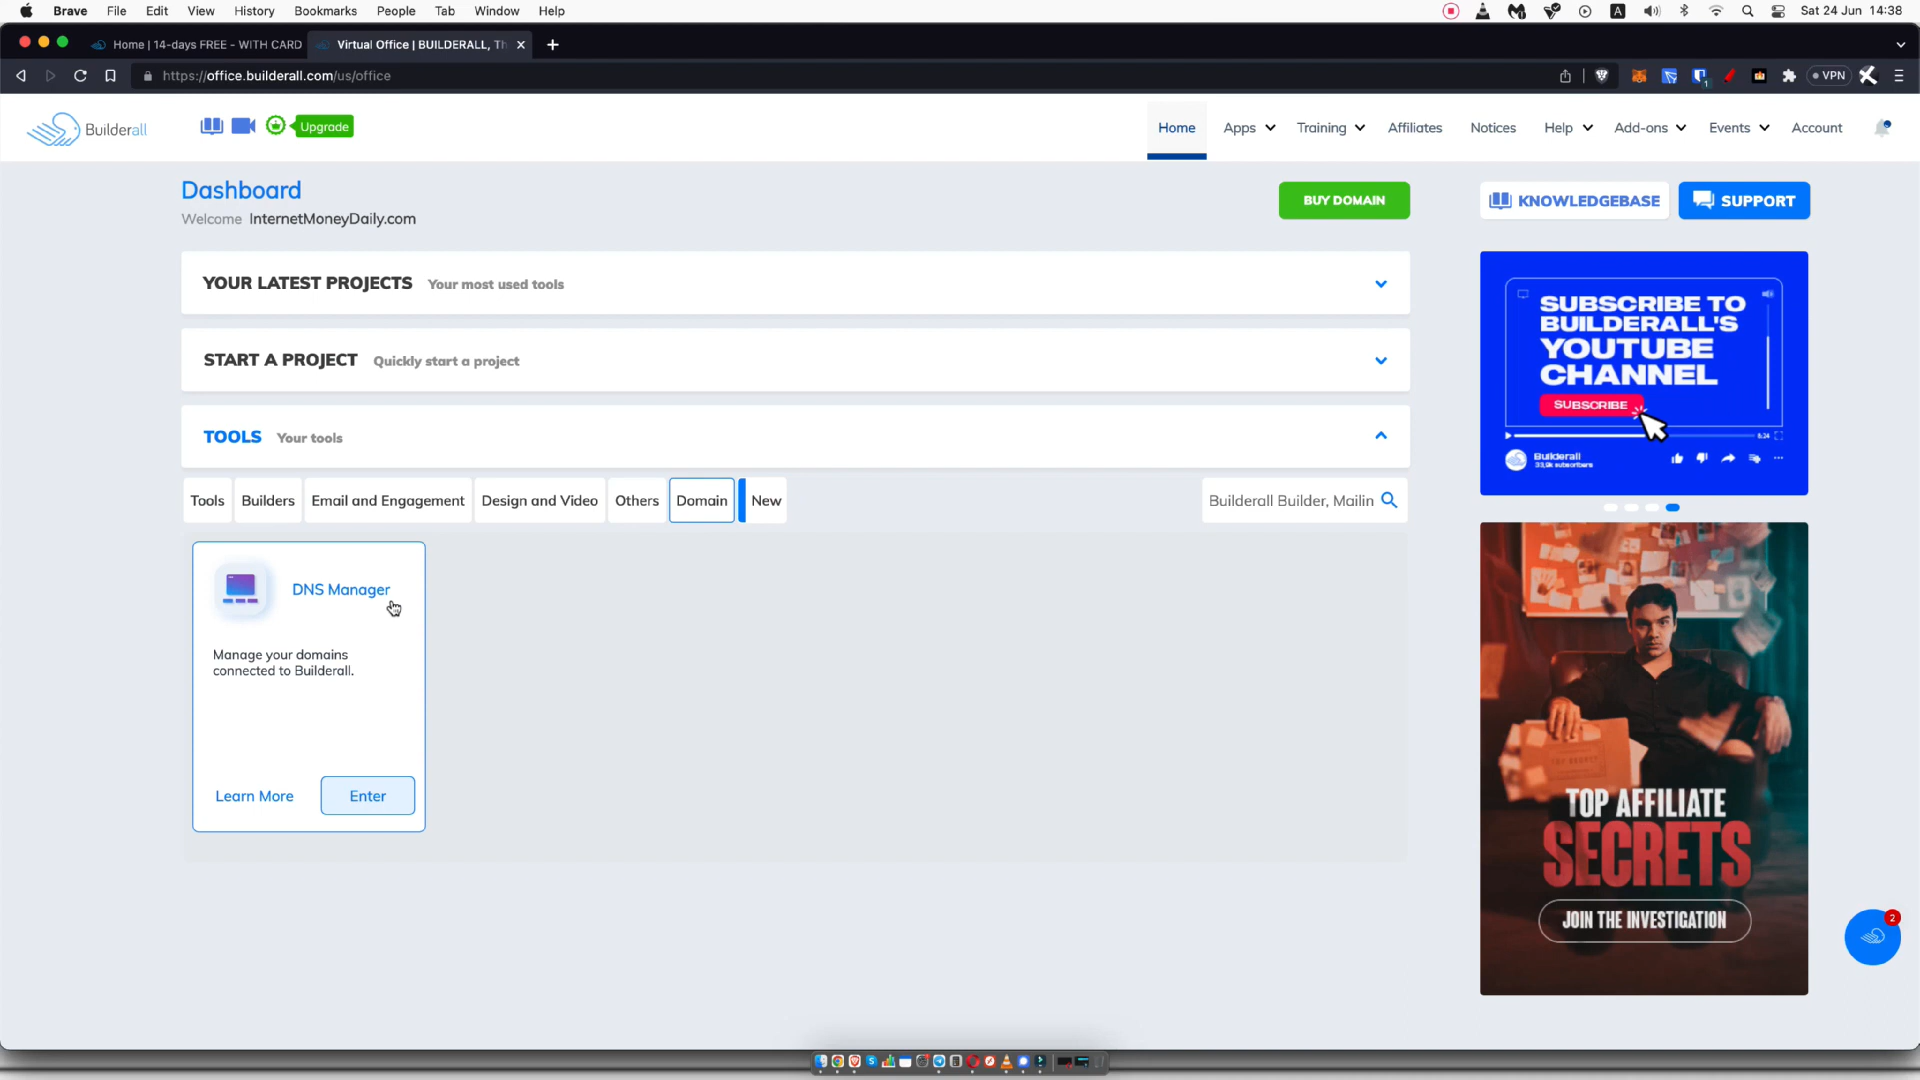 Brave File Edit View History Bookmarks People Tab Window Help
A Sat 24 Jun 14:38
Home | 14-days FREE - WITH CARD
Virtual Office | BUILDERALL, Th
https://office.builderall.com/us/office
1
VPN
Builderall
Upgrade
Home Apps Training Affiliates Notices Help Add-ons Events Account
Dashboard
Welcome InternetMoneyDaily.com
BUY DOMAIN
KNOWLEDGEBASE
SUPPORT
YOUR LATEST PROJECTS Your most used tools
START A PROJECT Quickly start a project
TOOLS Your tools
Tools Builders Email and Engagement Design and Video Others Domain New
Builderall Builder, Mailin
DNS Manager
Manage your domains
connected to Builderall.
Learn More Enter
SUBSCRIBE TO
BUILDERALL'S
YOUTUBE
CHANNEL
SUBSCRIBE
Builderall
TOP SECRET
TOP AFFILIATE
SECRETS
JOIN THE INVESTIGATION
2